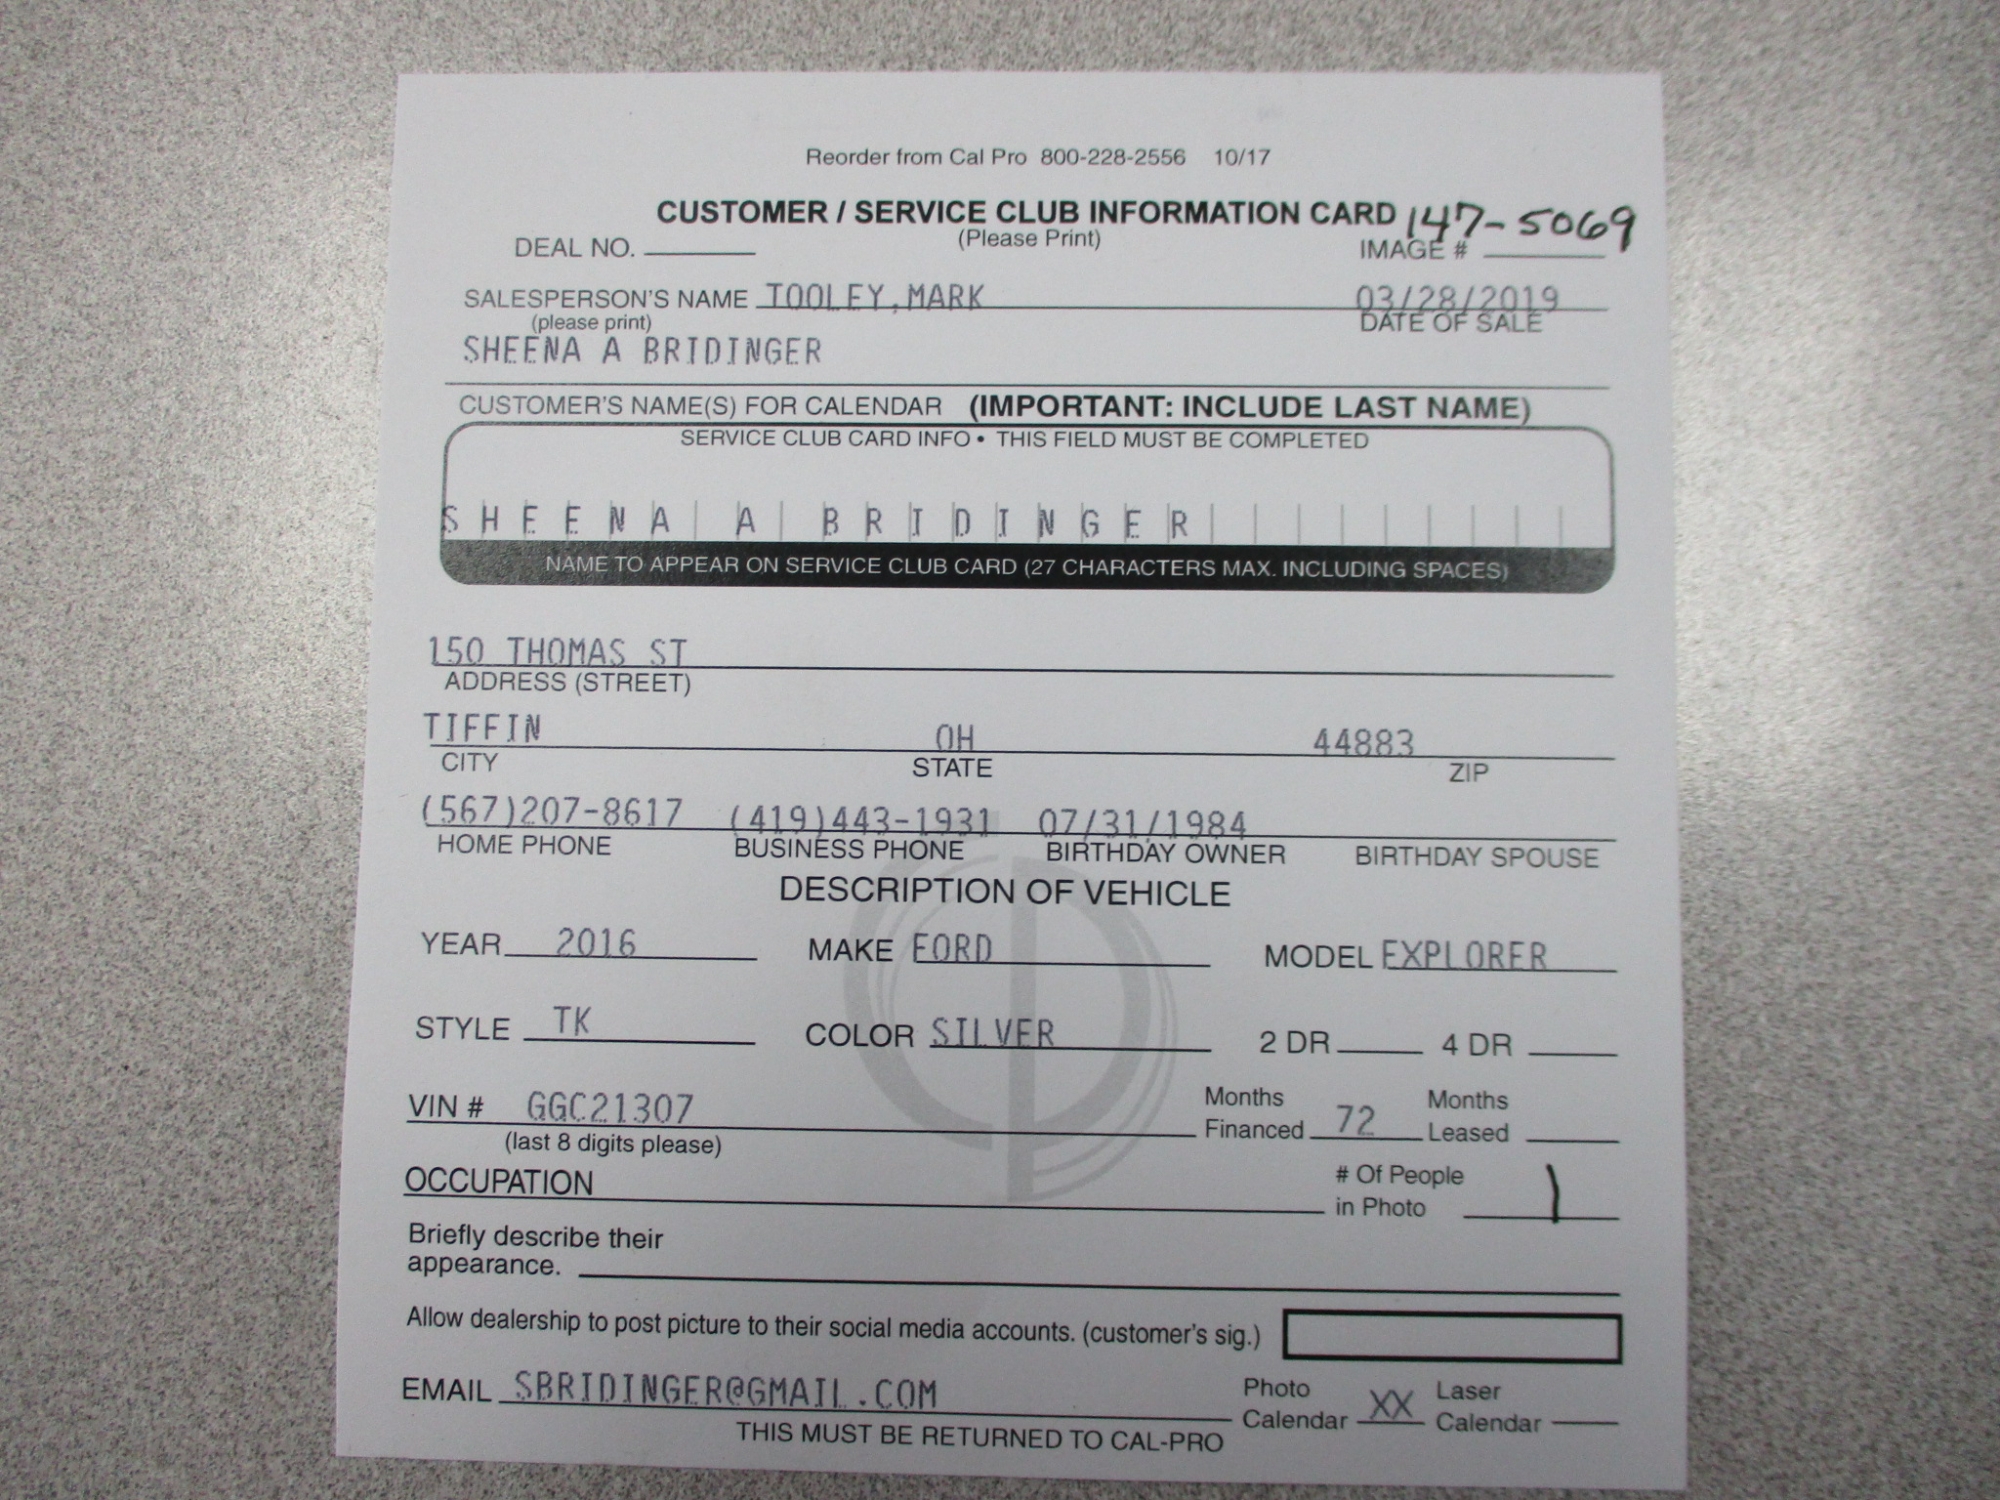 Reorder from Cal Pro 800-228-2556 10/17
CUSTOMER / SERVICE CLUB INFORMATION CARD 147-5069
DEAL NO. (Please Print) IMAGE #
SALESPERSON'S NAME TOOLEY,MARK 03/28/2019
(please print) DATE OF SALE
SHEENA A BRIDINGER
CUSTOMER'S NAME(S) FOR CALENDAR (IMPORTANT: INCLUDE LAST NAME)
SERVICE CLUB CARD INFO • THIS FIELD MUST BE COMPLETED
SHEENA A BRIDINGER
NAME TO APPEAR ON SERVICE CLUB CARD (27 CHARACTERS MAX. INCLUDING SPACES)
150 THOMAS ST
ADDRESS (STREET)
TIFFIN OH 44883
CITY STATE ZIP
(567)207-8617 (419)443-1931 07/31/1984
HOME PHONE BUSINESS PHONE BIRTHDAY OWNER BIRTHDAY SPOUSE
DESCRIPTION OF VEHICLE
YEAR 2016 MAKE FORD MODEL EXPLORER
STYLE TK COLOR SILVER 2 DR 4 DR
VIN # GGC21307 Months Financed 72 Months Leased
(last 8 digits please)
OCCUPATION # Of People in Photo 1
Briefly describe their
appearance.
Allow dealership to post picture to their social media accounts. (customer's sig.)
EMAIL SBRIDINGER@GMAIL.COM Photo Calendar XX Laser Calendar
THIS MUST BE RETURNED TO CAL-PRO